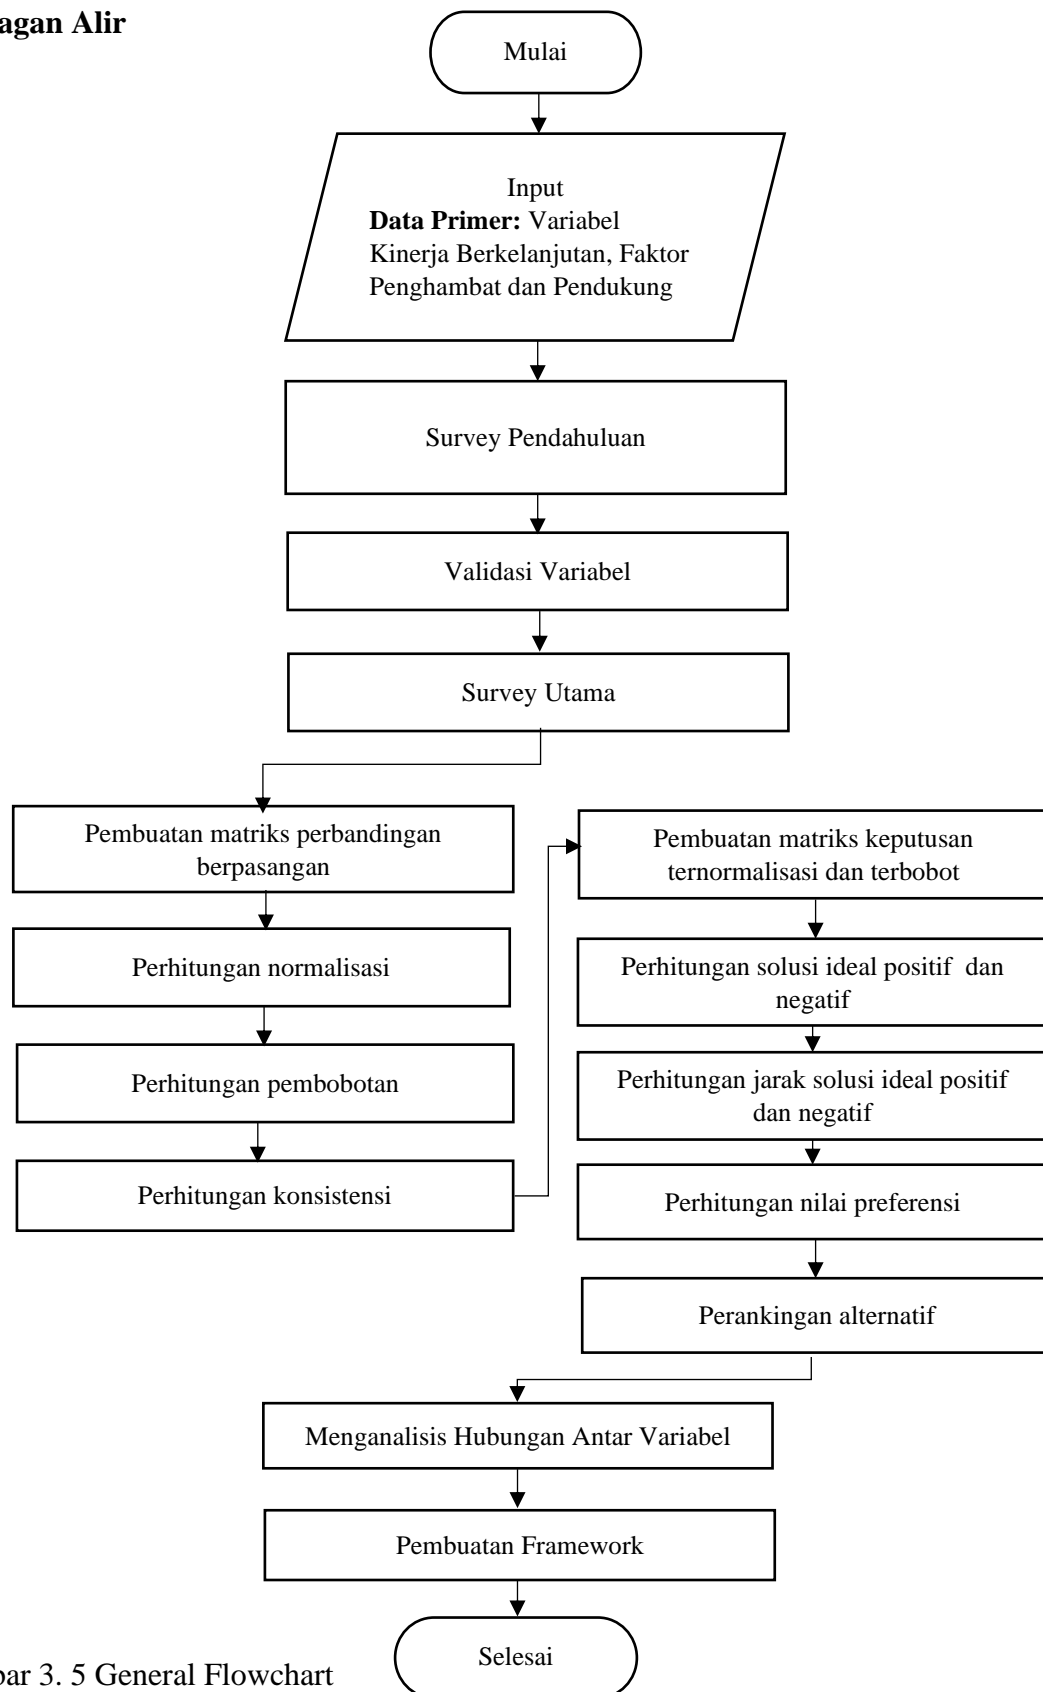 agan Alir
Mulai
Input
Data Primer: Variabel
Kinerja Berkelanjutan, Faktor
Penghambat dan Pendukung
Survey Pendahuluan
Validasi Variabel
Survey Utama
Pembuatan matriks perbandingan
berpasangan
Perhitungan normalisasi
Perhitungan pembobotan
Perhitungan konsistensi
Pembuatan matriks keputusan
ternormalisasi dan terbobot
Perhitungan solusi ideal positif dan
negatif
Perhitungan jarak solusi ideal positif
dan negatif
Perhitungan nilai preferensi
Perankingan alternatif
Menganalisis Hubungan Antar Variabel
Pembuatan Framework
Selesai
bar 3. 5 General Flowchart